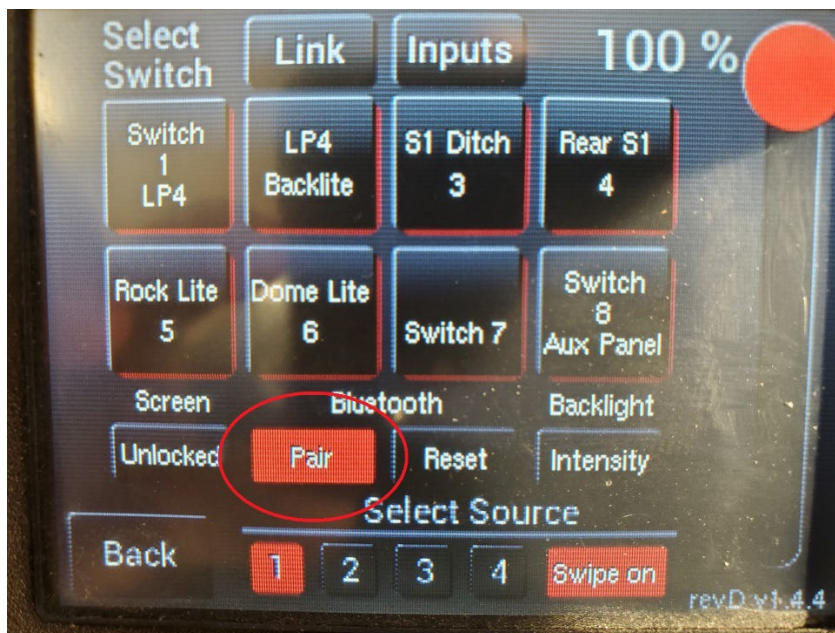 Select
Switch
Link
Inputs
100 %
Switch
1
LP4
LP4
Backlite
S1 Ditch
3
Rear S1
4
Rock Lite
5
Dome Lite
6
Switch 7
Switch
8
Aux Panel
Screen
Bluetooth
Backlight
Unlocked
Pair
Reset
Intensity
Select Source
Back
1
2
3
4
Swipe on
revD v1.4.4